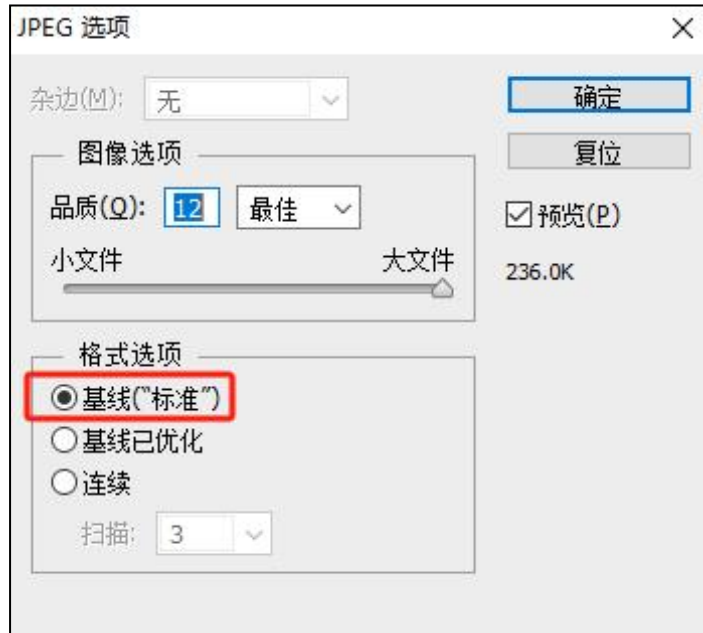 JPEG 选项
杂边(M): 无
确定
图像选项
复位
品质(Q): 12 最佳
预览(P)
小文件 大文件
236.0K
格式选项
基线("标准")
基线已优化
连续
扫描: 3